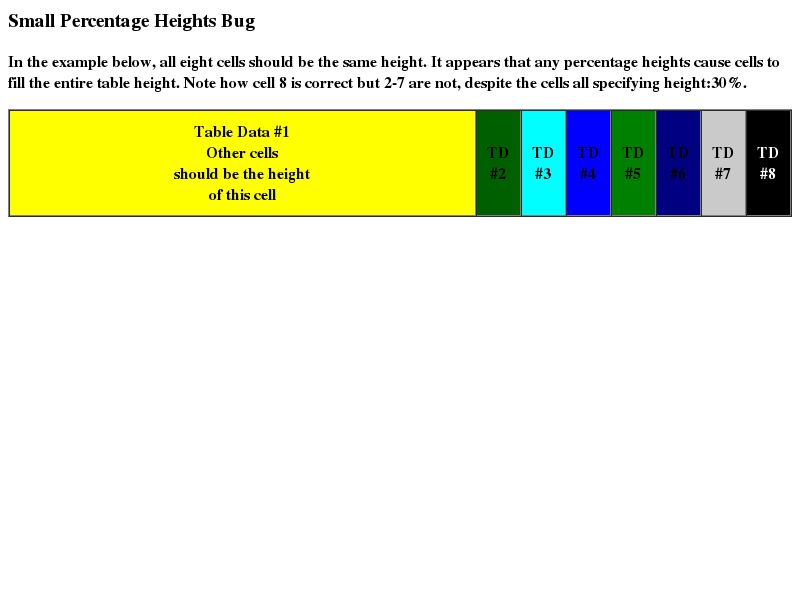 Small Percentage Heights Bug
In the example below, all eight cells should be the same height. It appears that any percentage heights cause cells to
fill the entire table height. Note how cell 8 is correct but 2-7 are not, despite the cells all specifying height:30%.
Table Data #1
Other cells
should be the height
of this cell
TD
#2
TD
#3
TD
#4
TD
#5
TD
#6
TD
#7
TD
#8